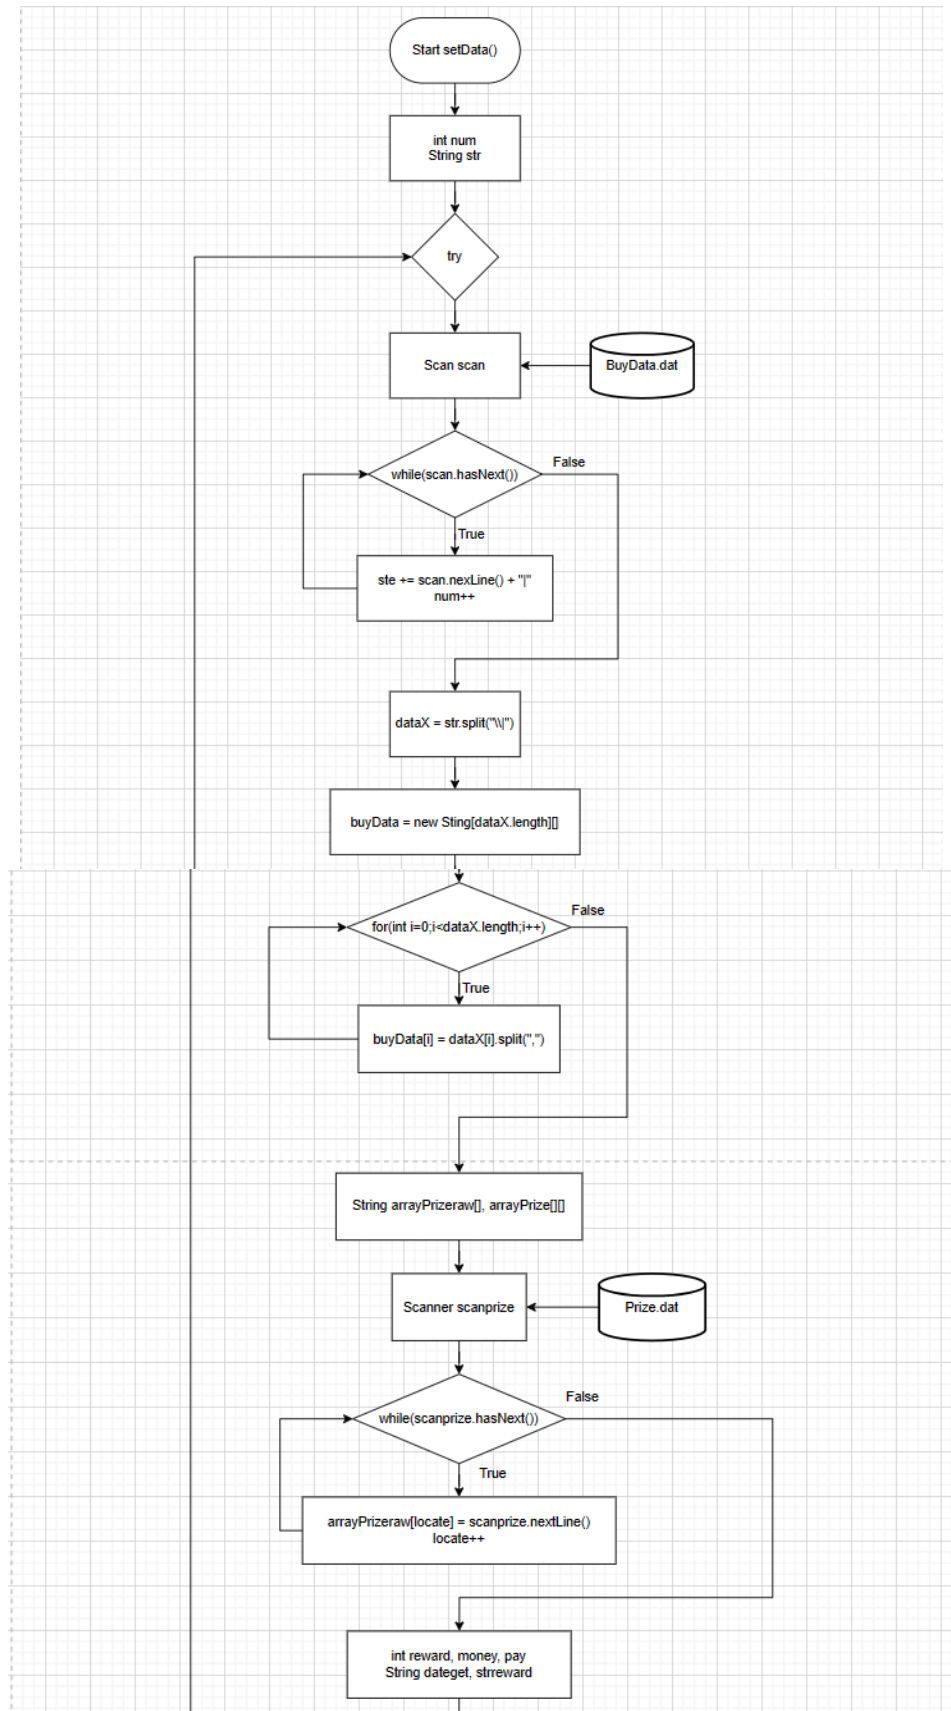 Start setData()
int num
String str
try
Scan scan
BuyData.dat
while(scan.hasNext())
False
True
ste += scan.nexLine() + "|"
num++
dataX = str.split("\\|")
buyData = new Sting[dataX.length][]
for(int i=0;i<dataX.length;i++)
False
True
buyData[i] = dataX[i].split(",")
String arrayPrizeraw[], arrayPrize[][]
Scanner scanprize
Prize.dat
while(scanprize.hasNext())
False
True
arrayPrizeraw[locate] = scanprize.nextLine()
locate++
int reward, money, pay
String dateget, strreward